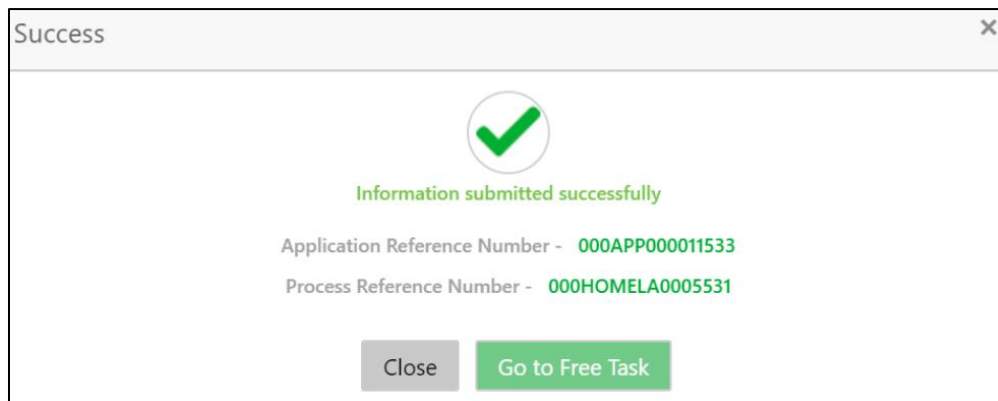 Success
Information submitted successfully
Application Reference Number - 000APP000011533
Process Reference Number - 000HOMELA0005531
Close Go to Free Task